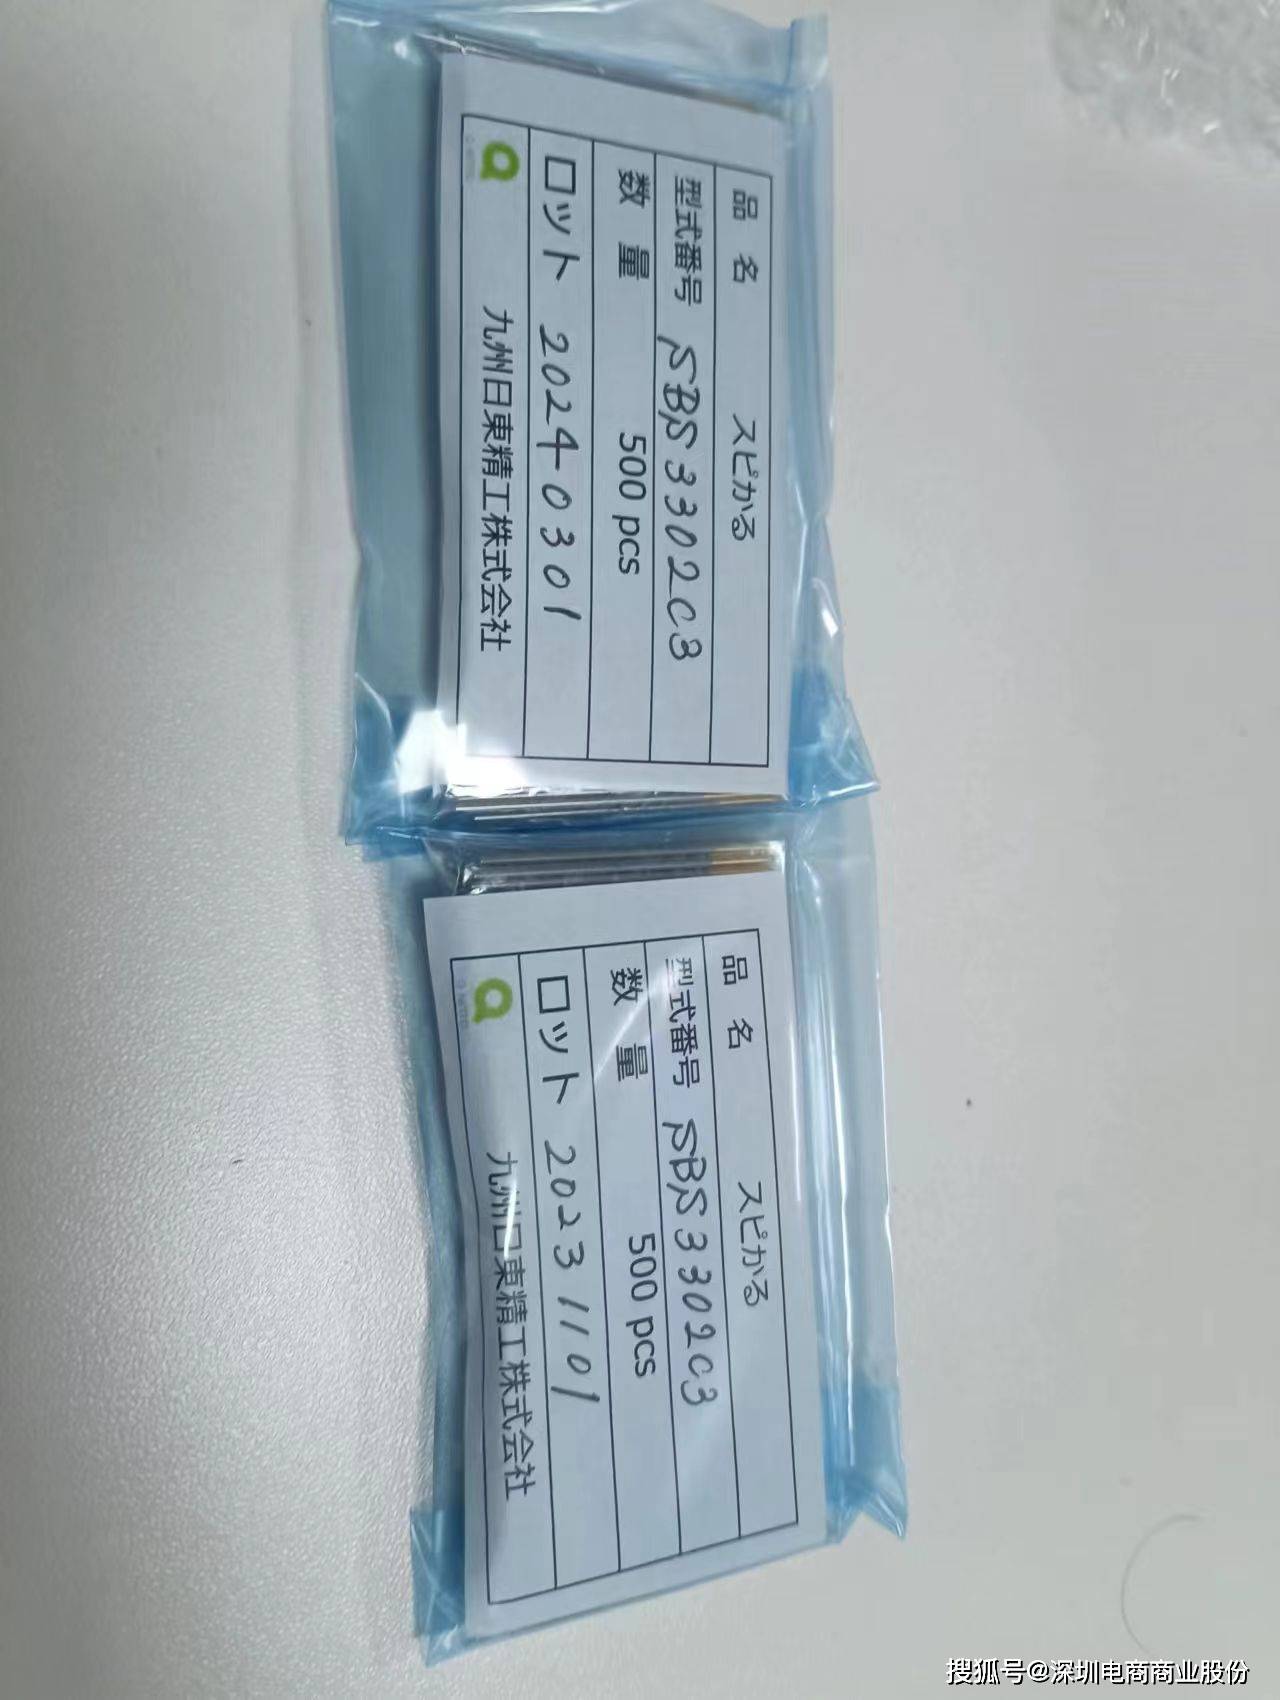 品 名 スピかる
型式番号 SBS3302C3
数 量 500 pcs
ロット 20240301
九州日東精工株式会社
品 名 スピかる
型式番号 SBS3302C3
数 量 500 pcs
ロット 20231101
九州日東精工株式会社
搜狐号@深圳电商商业股份